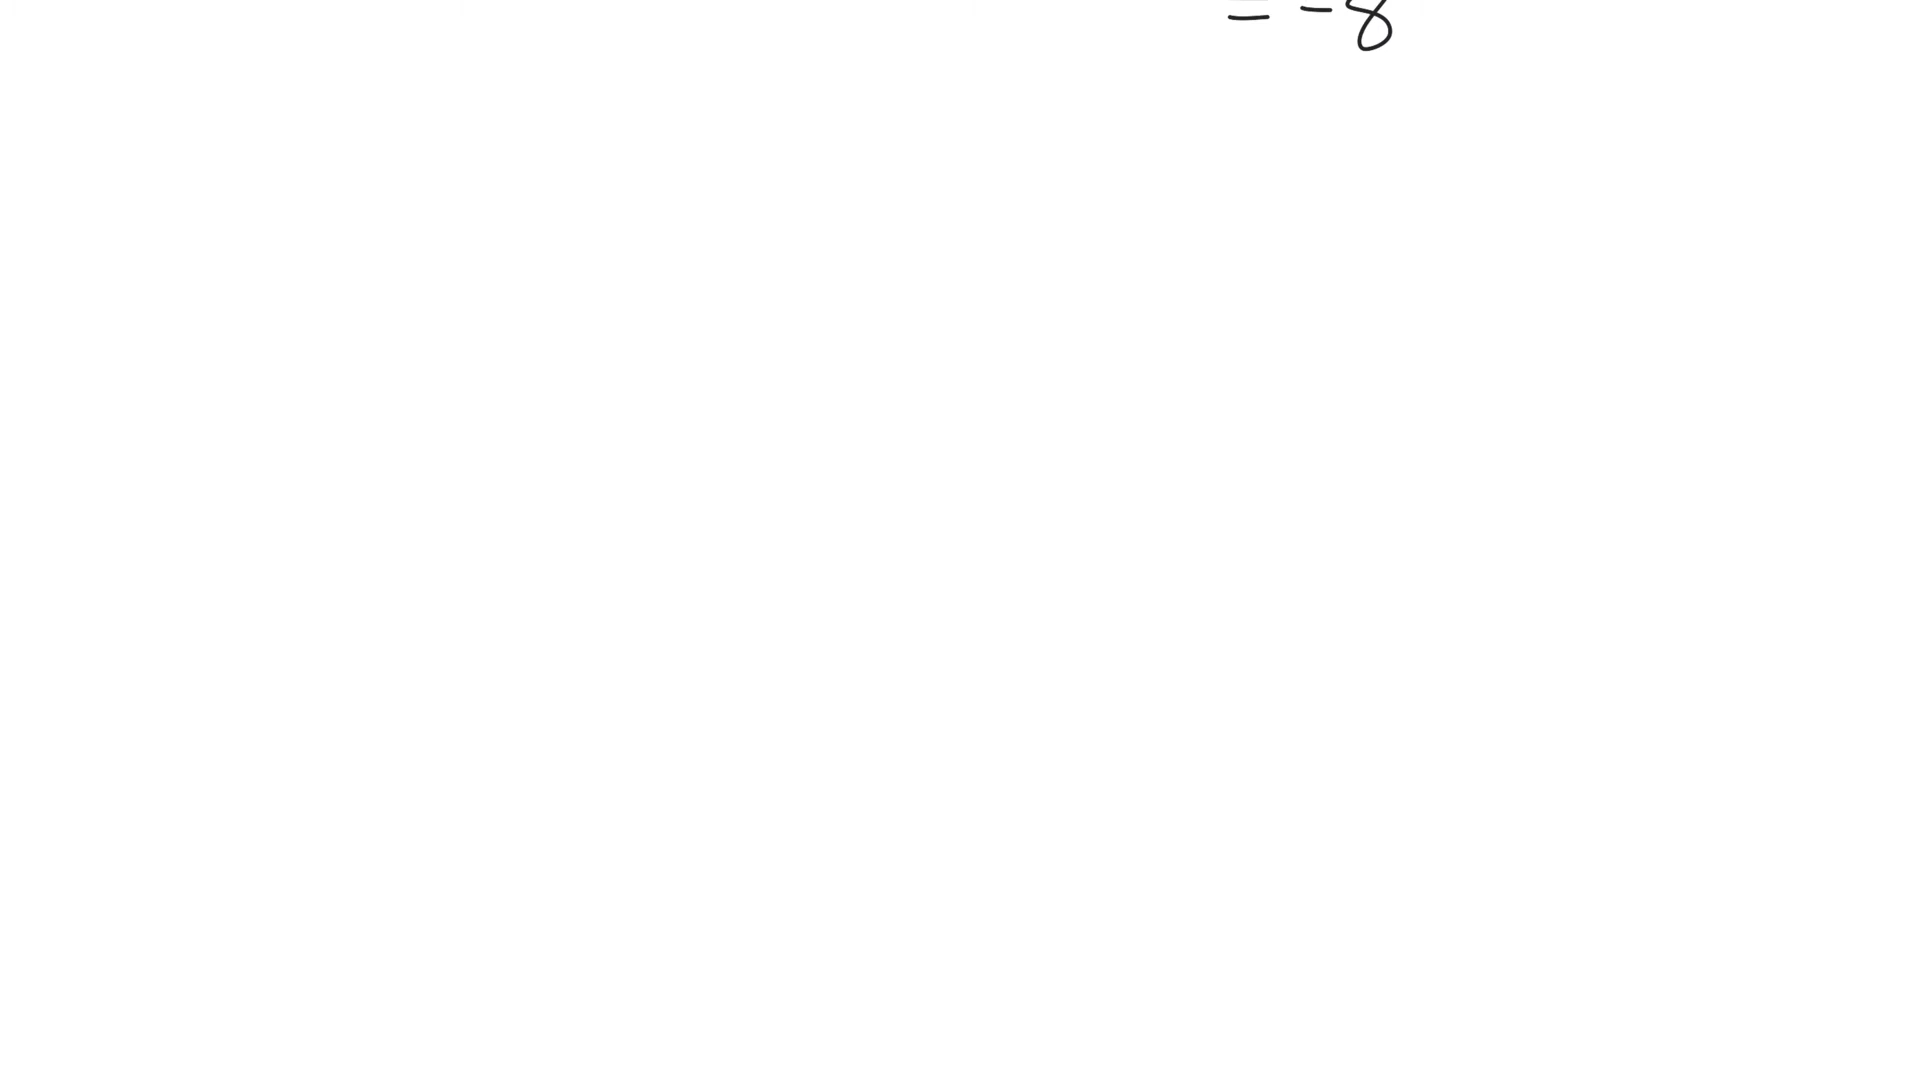 = -8